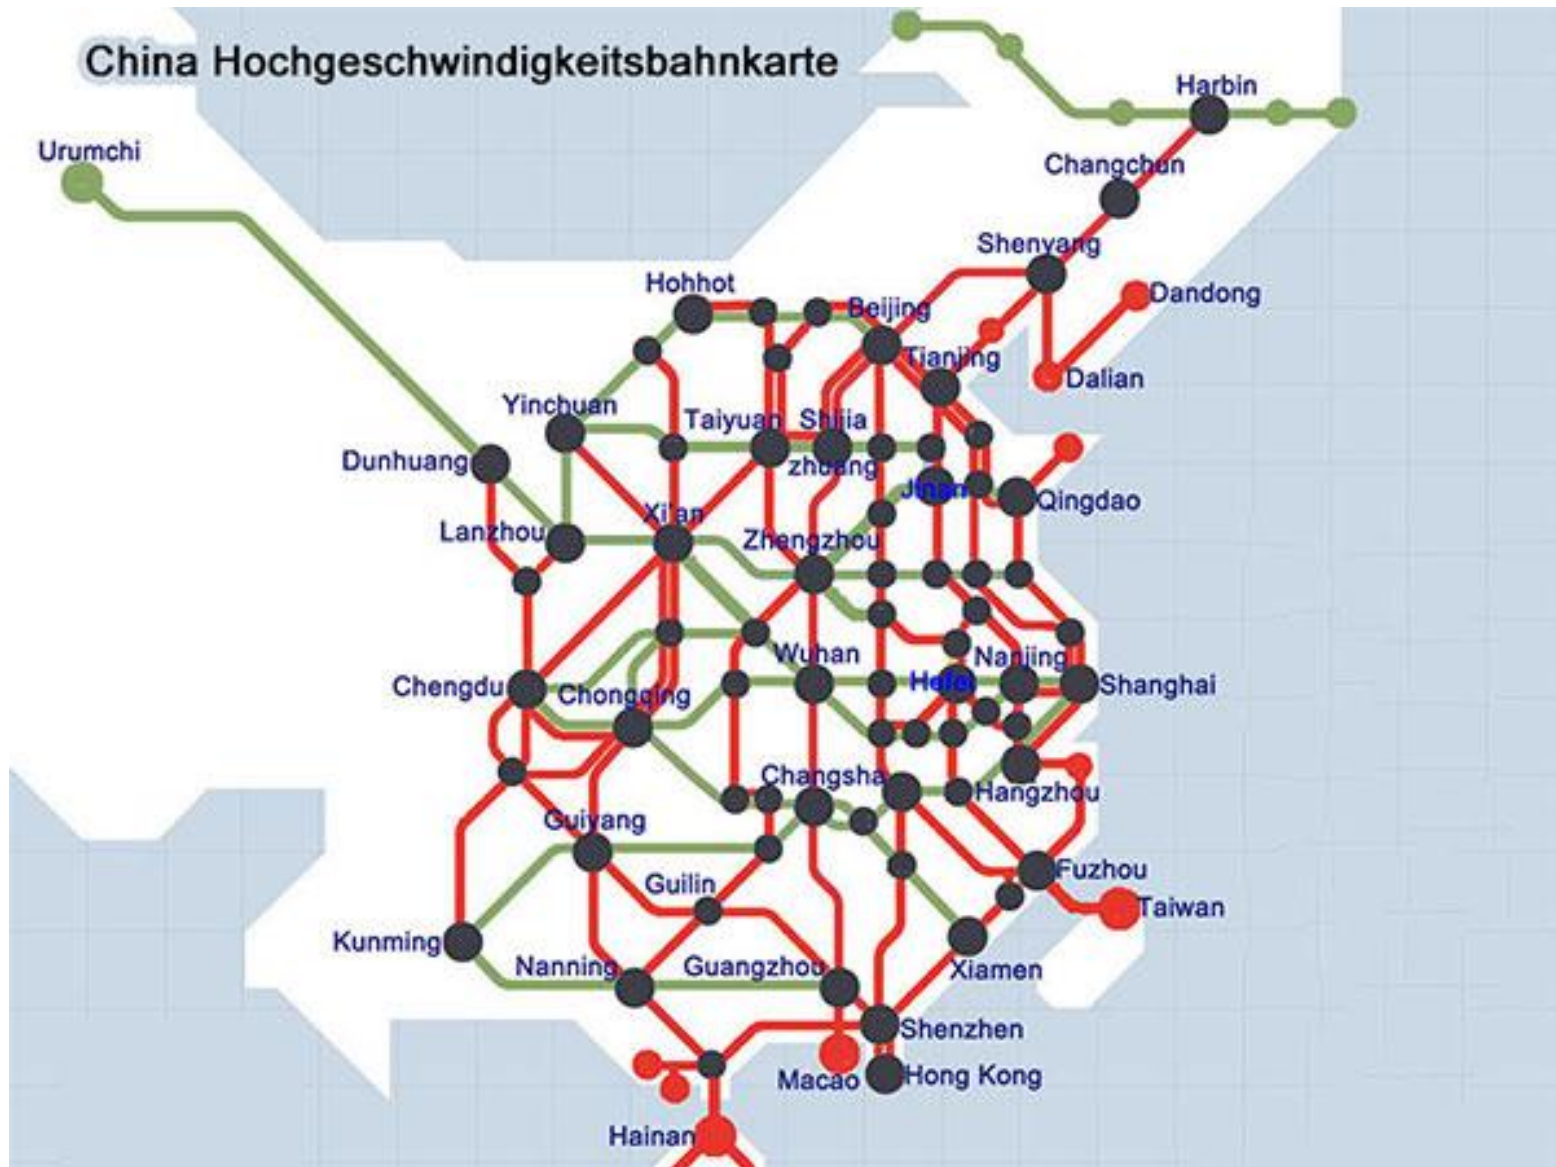 China Hochgeschwindigkeitsbahnkarte
Harbin
Urumchi
Changchun
Shenyang
Hohhot
Dandong
Beijing
Tianjing
Dalian
Yinchuan
Taiyuan
Shijia
zhuang
Dunhuang
Jinan
Qingdao
Xi'an
Lanzhou
Zhengzhou
Wuhan
Nanjing
Chengdu
Chongqing
Hefei
Shanghai
Changsha
Hangzhou
Guiyang
Fuzhou
Guilin
Taiwan
Kunming
Nanning
Guangzhou
Xiamen
Shenzhen
Macao
Hong Kong
Hainan